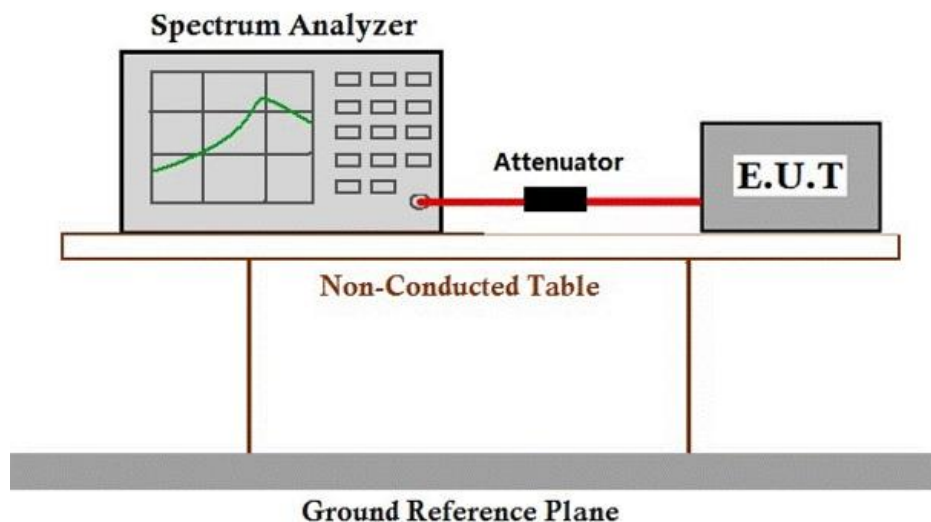 Spectrum Analyzer
Attenuator
E.U.T
Non-Conducted Table
Ground Reference Plane